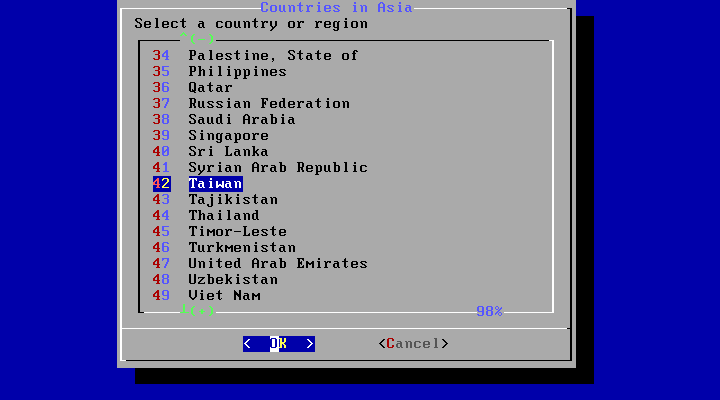 Countries in Asia
Select a country or region
^(-)
34 Palestine, State of
35 Philippines
36 Qatar
37 Russian Federation
38 Saudi Arabia
39 Singapore
40 Sri Lanka
41 Syrian Arab Republic
42 Taiwan
43 Tajikistan
44 Thailand
45 Timor-Leste
46 Turkmenistan
47 United Arab Emirates
48 Uzbekistan
49 Viet Nam
┴(+) 98%
< OK > <Cancel>